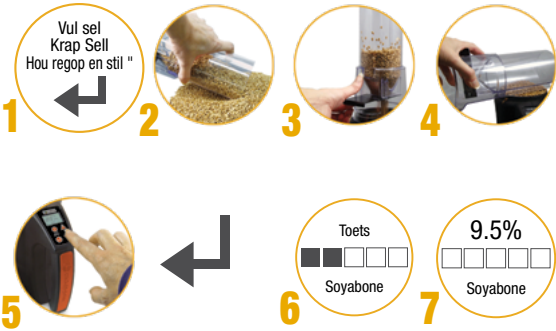 Vul sel
Krap Sell
Hou regop en stil "
1
2
3
4
5
Toets
Soyabone
6
9.5%
Soyabone
7